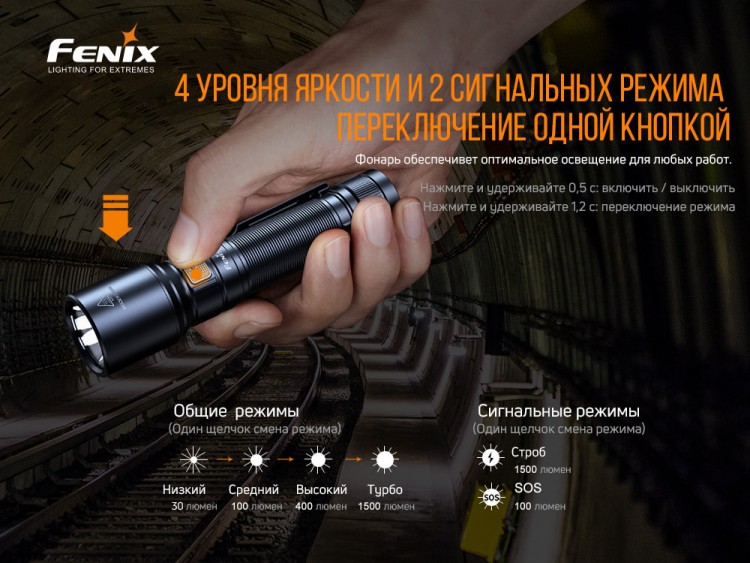 FENIX
LIGHTING FOR EXTREMES
4 УРОВНЯ ЯРКОСТИ И 2 СИГНАЛЬНЫХ РЕЖИМА
ПЕРЕКЛЮЧЕНИЕ ОДНОЙ КНОПКОЙ
Фонарь обеспечивет оптимальное освещение для любых работ.
Нажмите и удерживайте 0,5 с: включить / выключить
Нажмите и удерживайте 1,2 с: переключение режима
Общие режимы
(Один щелчок смена режима)
Низкий Средний Высокий Турбо
30 люмен 100 люмен 400 люмен 1500 люмен
Сигнальные режимы
(Один щелчок смена режима)
Строб
1500 люмен
SOS SOS
100 люмен